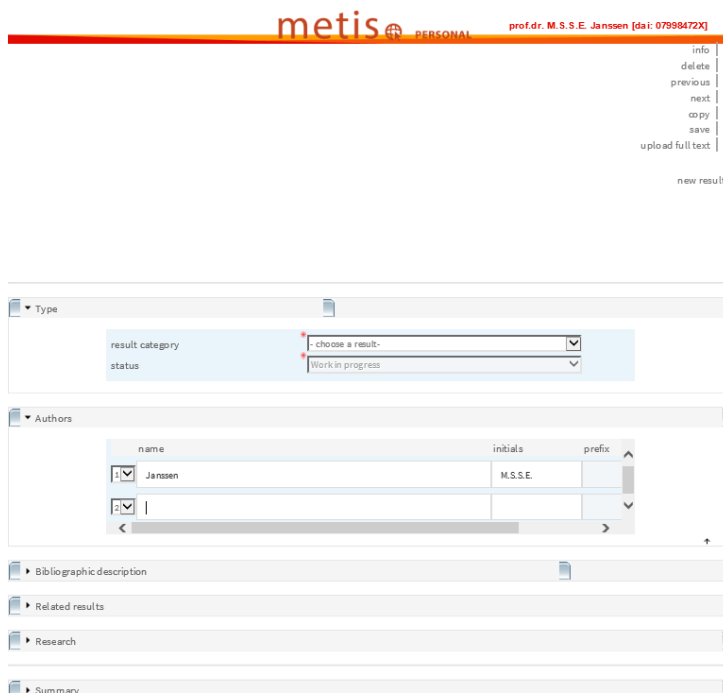 metis PERSONAL
prof.dr. M.S.S.E. Janssen [dai: 07998472X]
info
delete
previous
next
copy
save
upload full text
new result
Type
result category * - choose a result-
status * Work in progress
Authors
name initials prefix
1 Janssen M.S.S.E.
2
Bibliographic description
Related results
Research
Summary